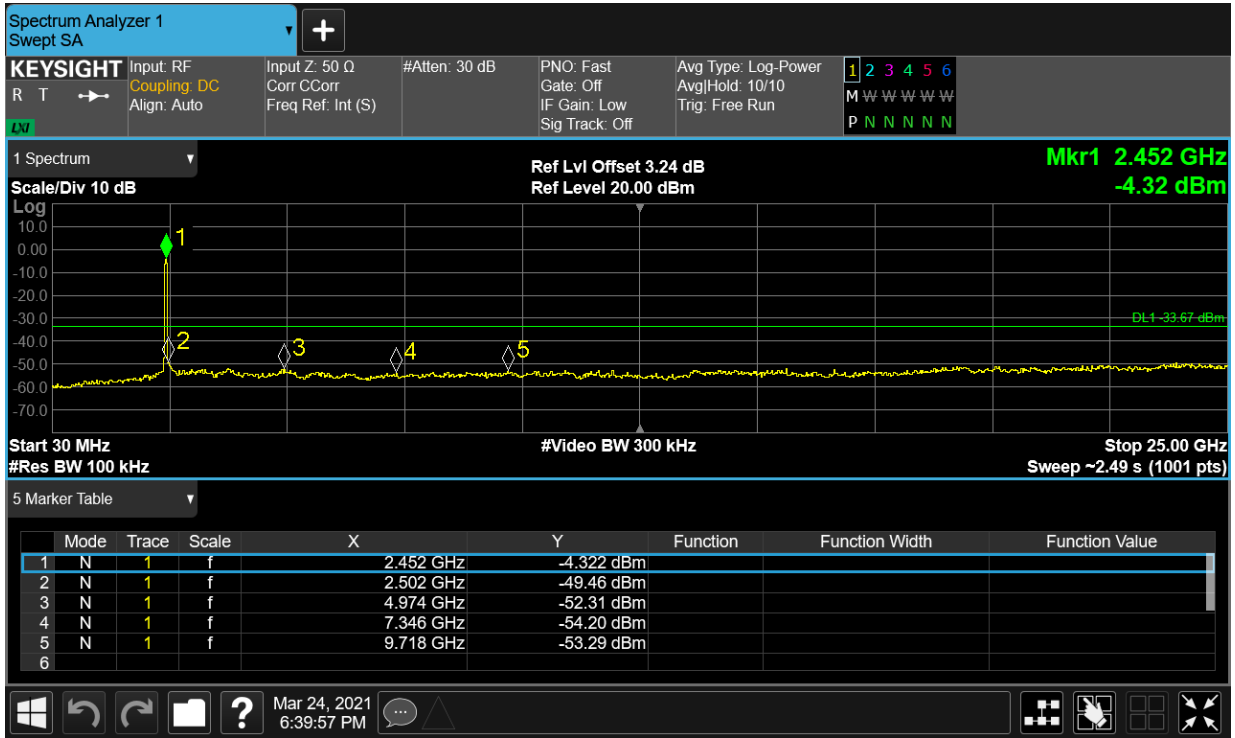 Spectrum Analyzer 1
Swept SA
KEYSIGHT
R T
LXI
Input: RF
Coupling: DC
Align: Auto
Input Z: 50 Ω
Corr CCorr
Freq Ref: Int (S)
#Atten: 30 dB
PNO: Fast
Gate: Off
IF Gain: Low
Sig Track: Off
Avg Type: Log-Power
Avg|Hold: 10/10
Trig: Free Run
1 2 3 4 5 6
M W W W W W
P N N N N N
1 Spectrum
Scale/Div 10 dB
Ref Lvl Offset 3.24 dB
Ref Level 20.00 dBm
Mkr1 2.452 GHz
-4.32 dBm
Log
10.0
0.00
-10.0
-20.0
-30.0
-40.0
-50.0
-60.0
-70.0
1
2
3
4
5
DL1 -33.67 dBm
Start 30 MHz
#Video BW 300 kHz
Stop 25.00 GHz
#Res BW 100 kHz
Sweep ~2.49 s (1001 pts)
5 Marker Table
Mode Trace Scale X Y Function Function Width Function Value
1 N 1 f 2.452 GHz -4.322 dBm
2 N 1 f 2.502 GHz -49.46 dBm
3 N 1 f 4.974 GHz -52.31 dBm
4 N 1 f 7.346 GHz -54.20 dBm
5 N 1 f 9.718 GHz -53.29 dBm
6
?
Mar 24, 2021
6:39:57 PM